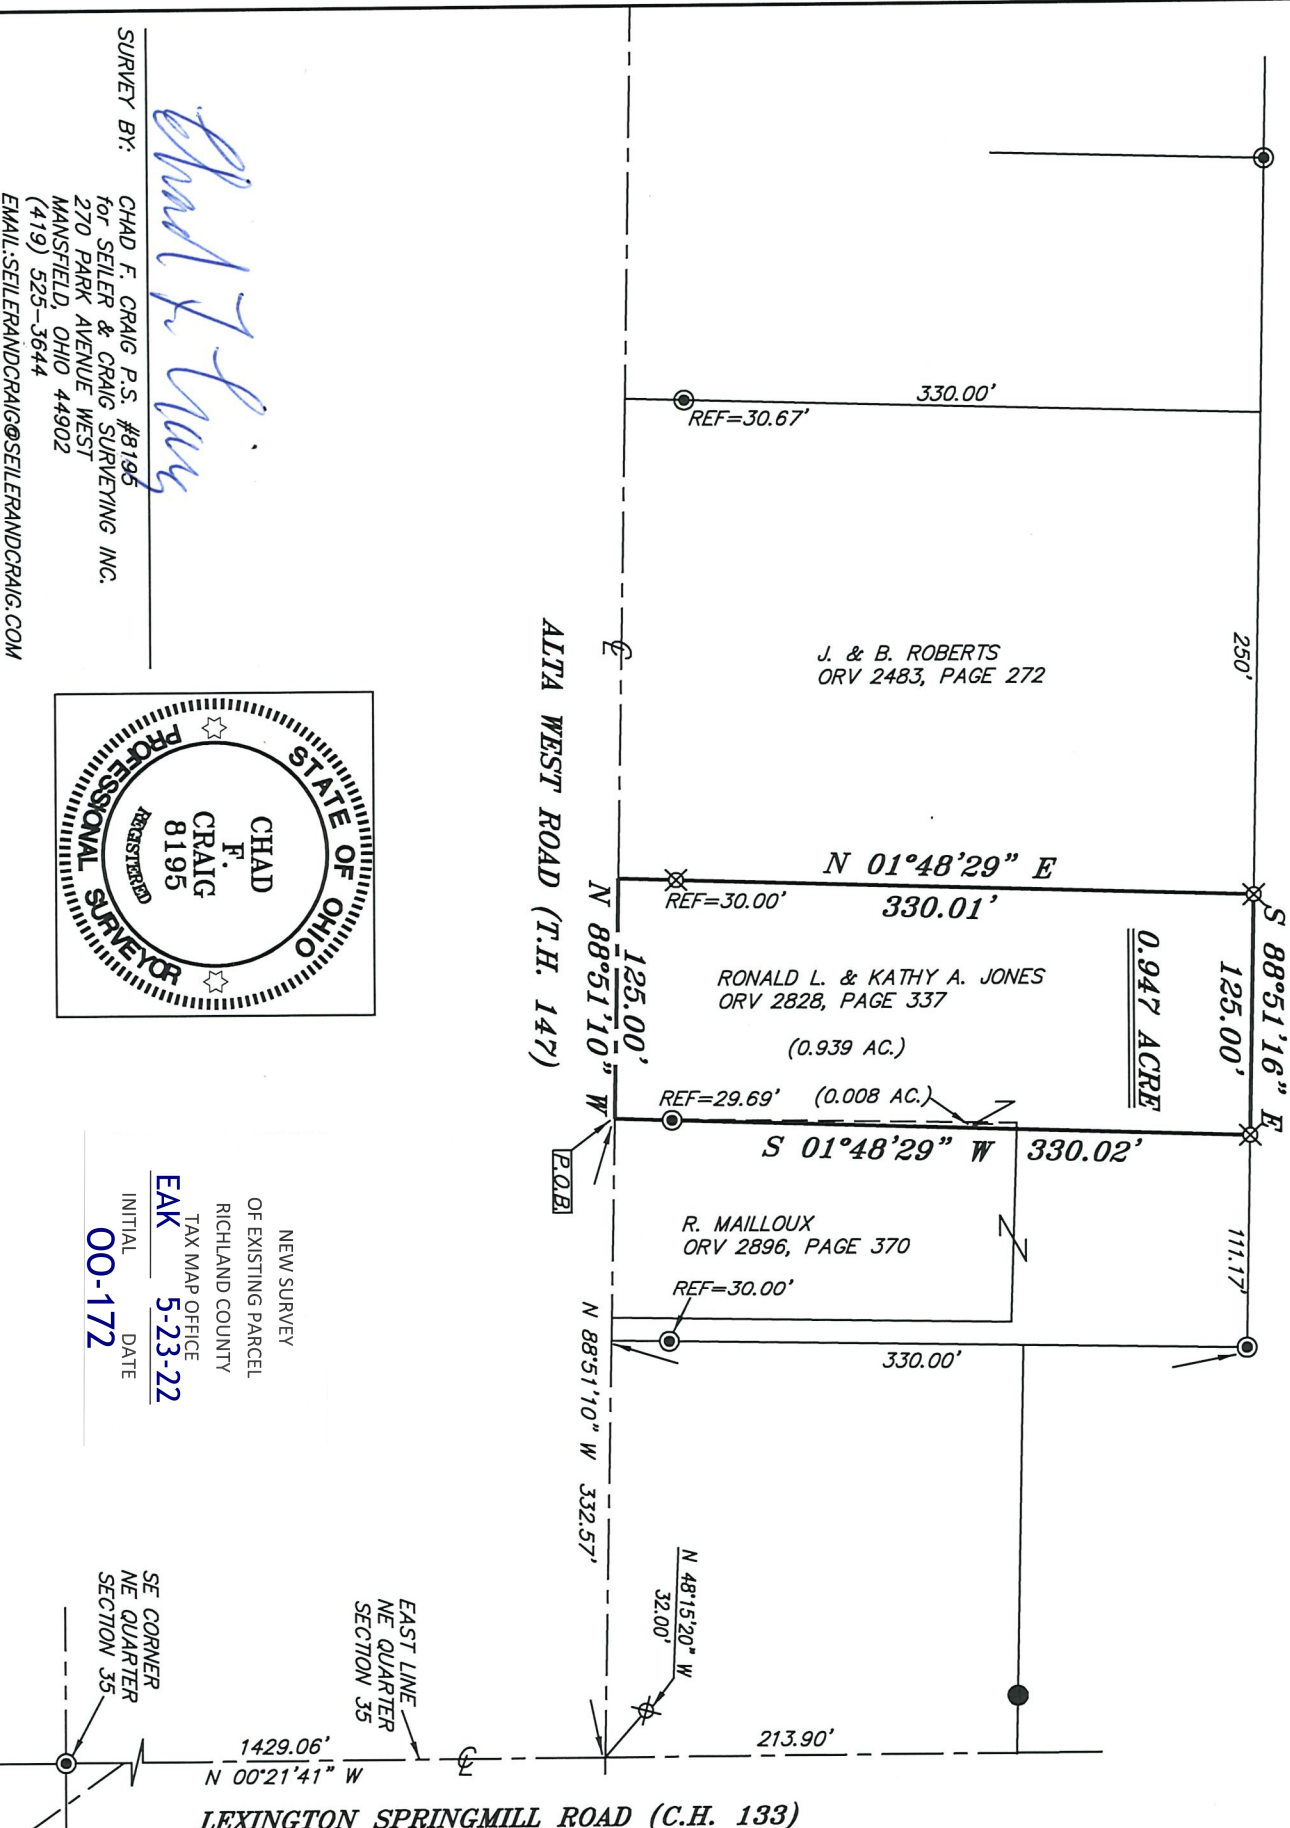 330.00'
REF=30.67'
250'
J. & B. ROBERTS
ORV 2483, PAGE 272
℄
ALTA WEST ROAD (T.H. 147)
N 01°48'29" E
330.01'
REF=30.00'
S 88°51'16" E
125.00'
0.947 ACRE
RONALD L. & KATHY A. JONES
ORV 2828, PAGE 337
(0.939 AC.)
(0.008 AC.)
125.00'
N 88°51'10" W
REF=29.69'
S 01°48'29" W 330.02'
P.O.B.
R. MAILLOUX
ORV 2896, PAGE 370
REF=30.00'
111.17'
330.00'
N 88°51'10" W 332.57'
N 48°15'20" W
32.00'
213.90'
EAST LINE
NE QUARTER
SECTION 35
℄
1429.06'
N 00°21'41" W
LEXINGTON SPRINGMILL ROAD (C.H. 133)
SE CORNER
NE QUARTER
SECTION 35
Chad F. Craig
SURVEY BY: CHAD F. CRAIG P.S. #8195
for SEILER & CRAIG SURVEYING INC.
270 PARK AVENUE WEST
MANSFIELD, OHIO 44902
(419) 525-3644
EMAIL:SEILERANDCRAIG@SEILERANDCRAIG.COM
STATE OF OHIO
CHAD
F.
CRAIG
8195
REGISTERED
PROFESSIONAL SURVEYOR
NEW SURVEY
OF EXISTING PARCEL
RICHLAND COUNTY
TAX MAP OFFICE
EAK 5-23-22
INITIAL DATE
00-172